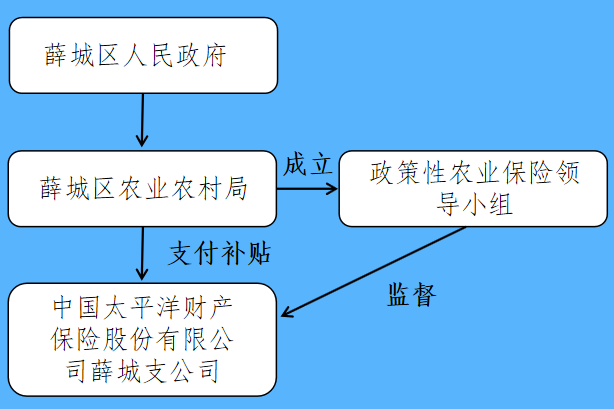 薛城区人民政府
薛城区农业农村局
成立
政策性农业保险领
导小组
支付补贴
监督
中国太平洋财产
保险股份有限公
司薛城支公司